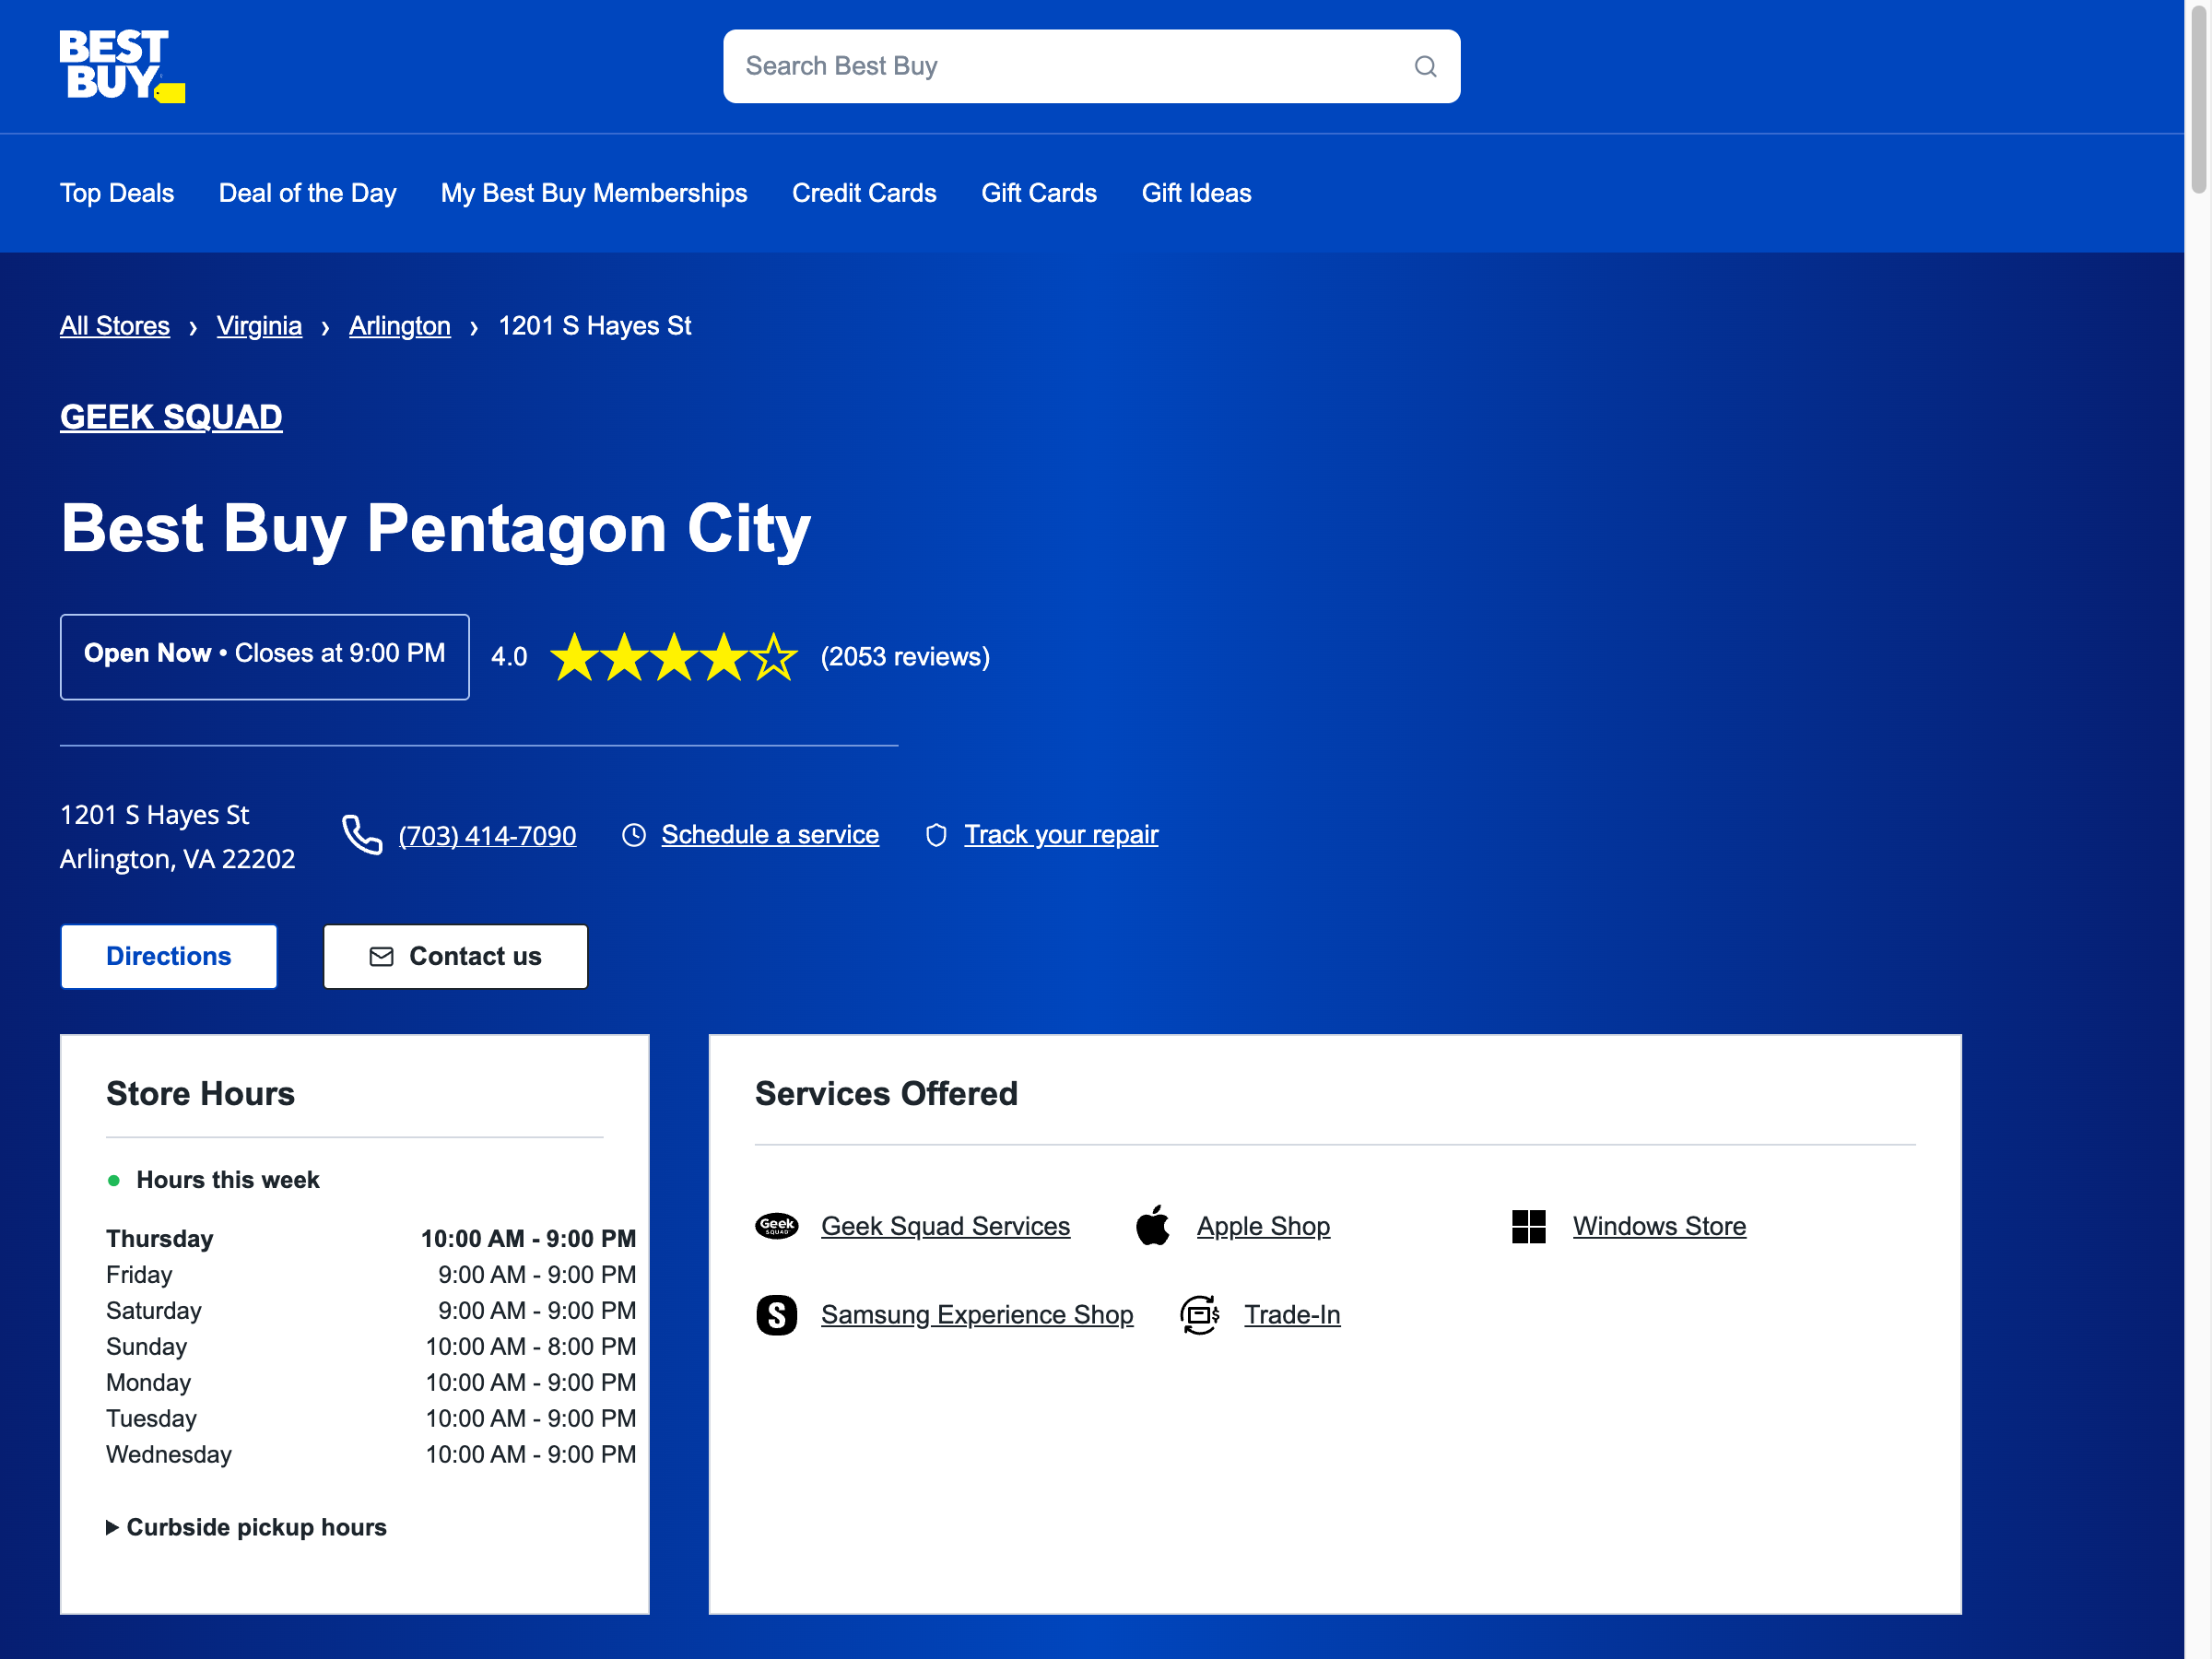 BEST
BUY
Search Best Buy
Top Deals Deal of the Day My Best Buy Memberships Credit Cards Gift Cards Gift Ideas
All Stores › Virginia › Arlington › 1201 S Hayes St
GEEK SQUAD
Best Buy Pentagon City
Open Now • Closes at 9:00 PM 4.0 (2053 reviews)
1201 S Hayes St
Arlington, VA 22202
(703) 414-7090 Schedule a service Track your repair
Directions Contact us
Store Hours
Hours this week
Thursday 10:00 AM - 9:00 PM
Friday 9:00 AM - 9:00 PM
Saturday 9:00 AM - 9:00 PM
Sunday 10:00 AM - 8:00 PM
Monday 10:00 AM - 9:00 PM
Tuesday 10:00 AM - 9:00 PM
Wednesday 10:00 AM - 9:00 PM
Curbside pickup hours
Services Offered
Geek SQUAD Geek Squad Services Apple Shop Windows Store
S Samsung Experience Shop $ Trade-In